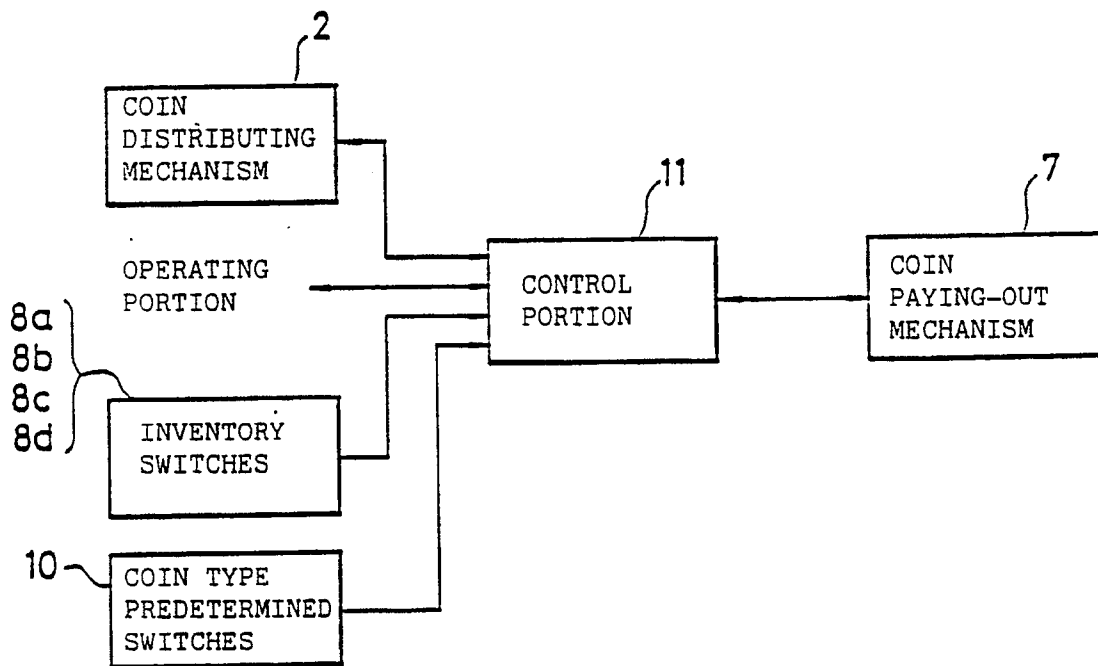 2
COIN
DISTRIBUTING
MECHANISM
OPERATING
PORTION
8a
8b
8c
8d
INVENTORY
SWITCHES
10
COIN TYPE
PREDETERMINED
SWITCHES
11
CONTROL
PORTION
7
COIN
PAYING-OUT
MECHANISM